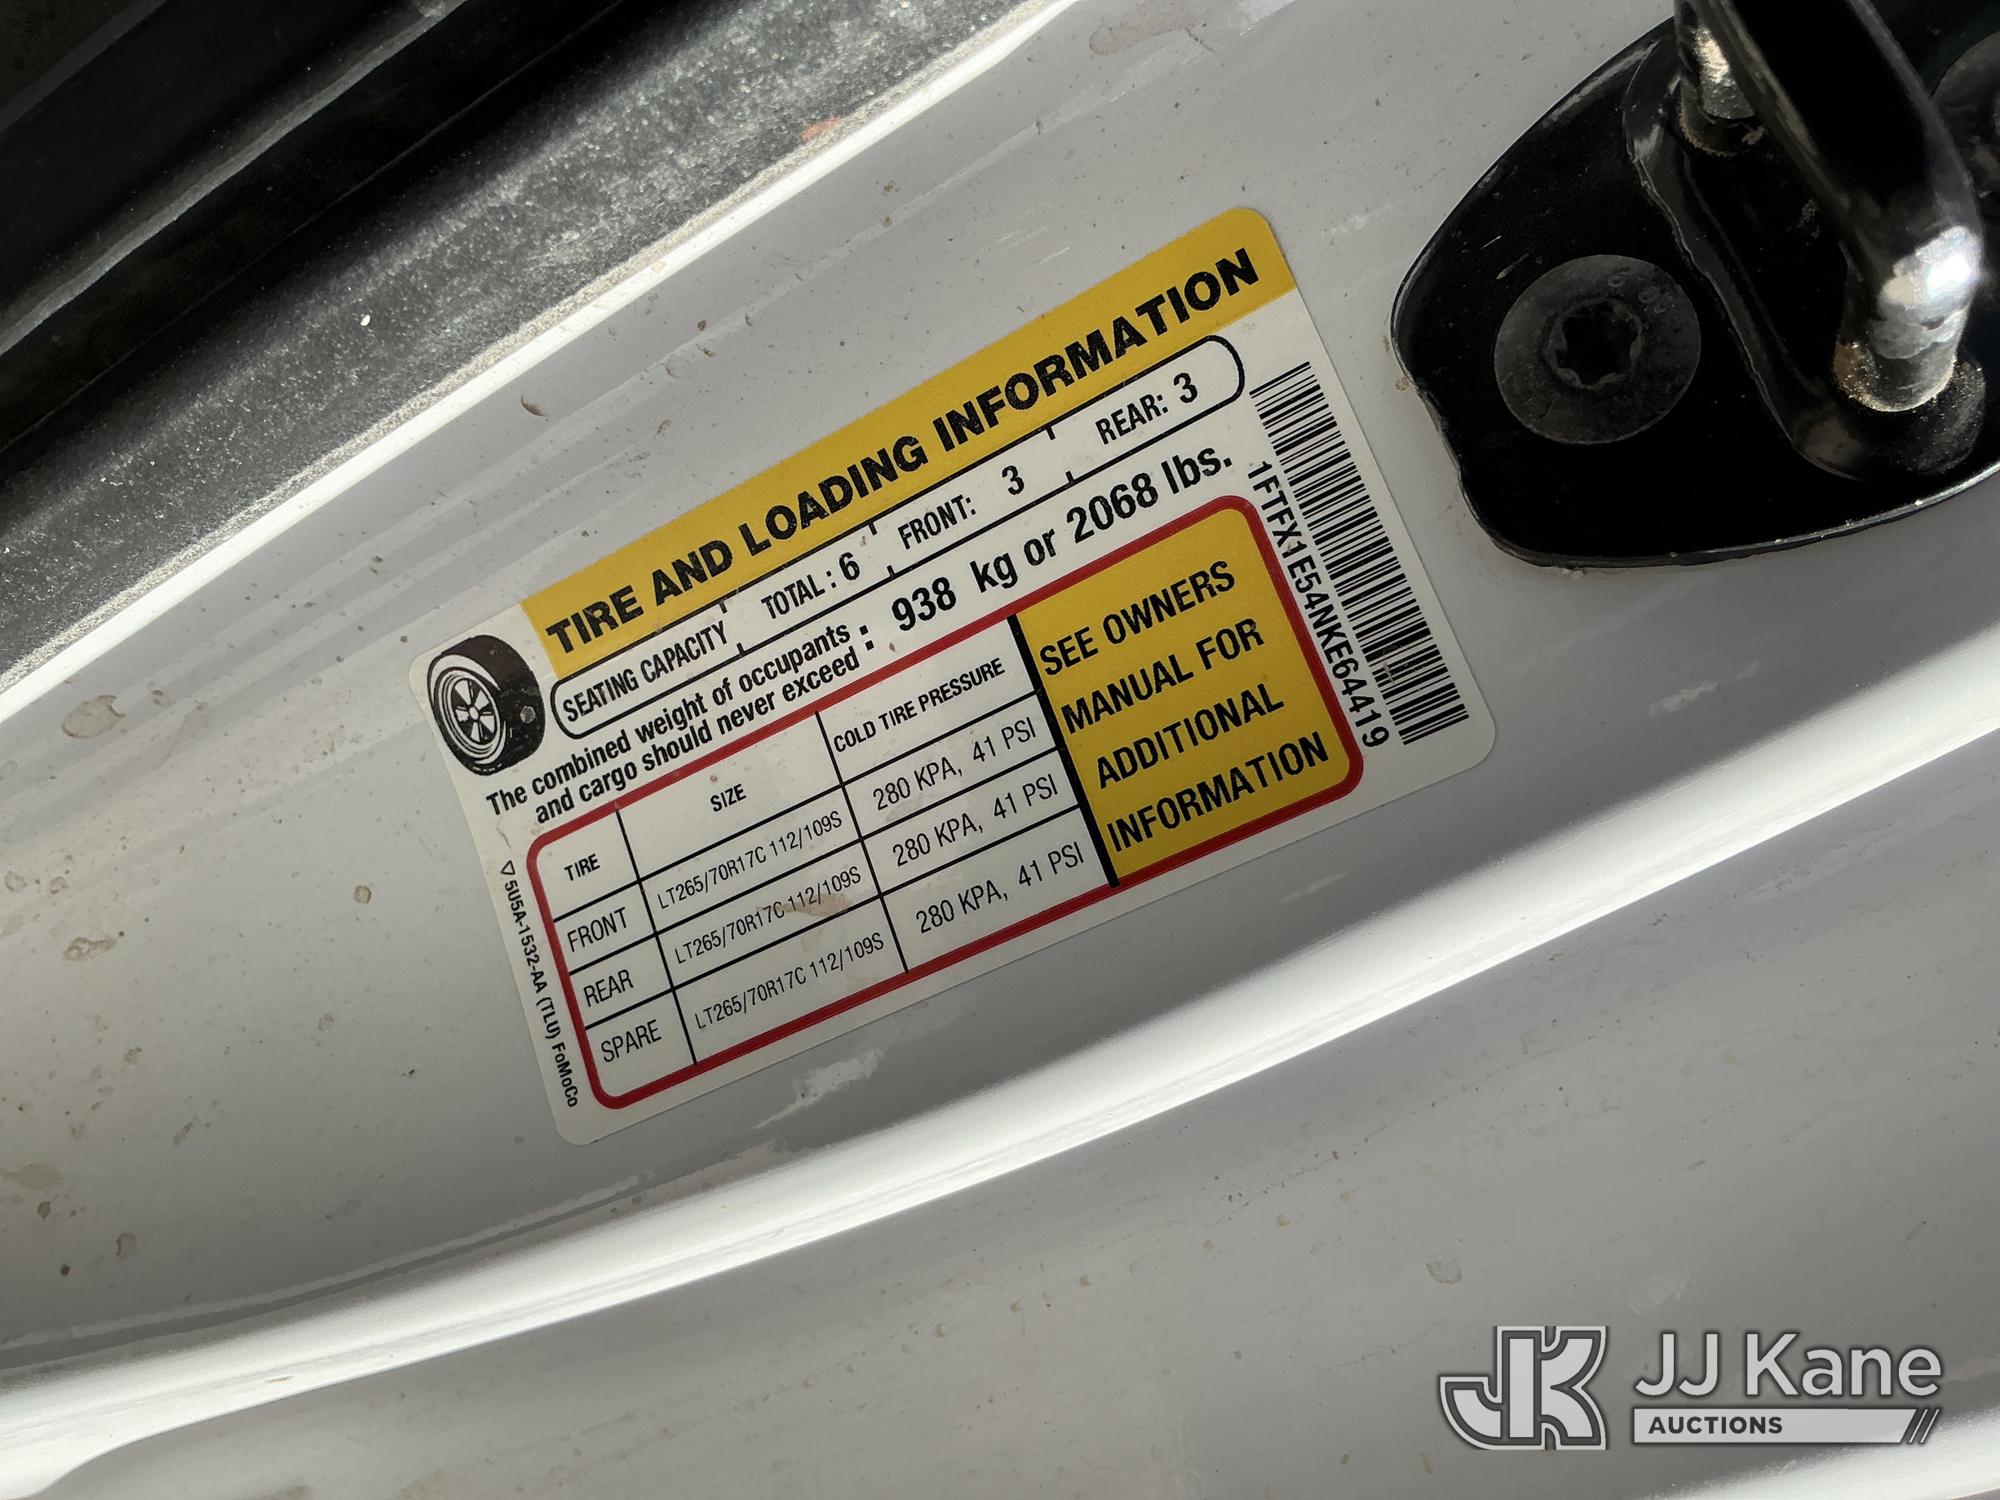 TIRE AND LOADING INFORMATION
SEATING CAPACITY TOTAL: 6 FRONT: 3 REAR: 3
The combined weight of occupants
and cargo should never exceed : 938 kg or 2068 lbs.
TIRE SIZE COLD TIRE PRESSURE
FRONT LT265/70R17C 112/109S 280 KPA, 41 PSI
REAR LT265/70R17C 112/109S 280 KPA, 41 PSI
SPARE LT265/70R17C 112/109S 280 KPA, 41 PSI
SEE OWNERS
MANUAL FOR
ADDITIONAL
INFORMATION
1FTFX1E54NKE64419
5U5A-1532-AA (TLU) FoMoCo
JK JJ Kane
AUCTIONS